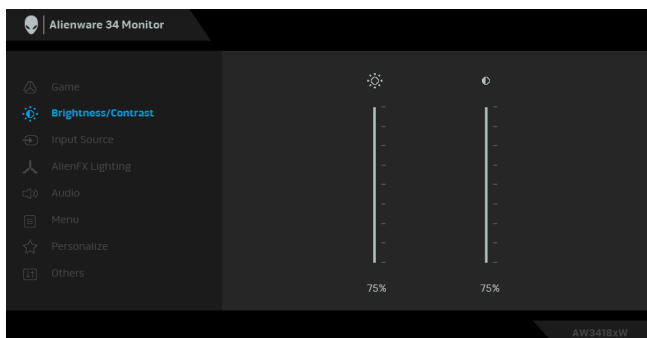 Alienware 34 Monitor
Game
Brightness/Contrast
Input Source
AlienFX Lighting
Audio
Menu
Personalize
Others
75% 75%
AW3418xW